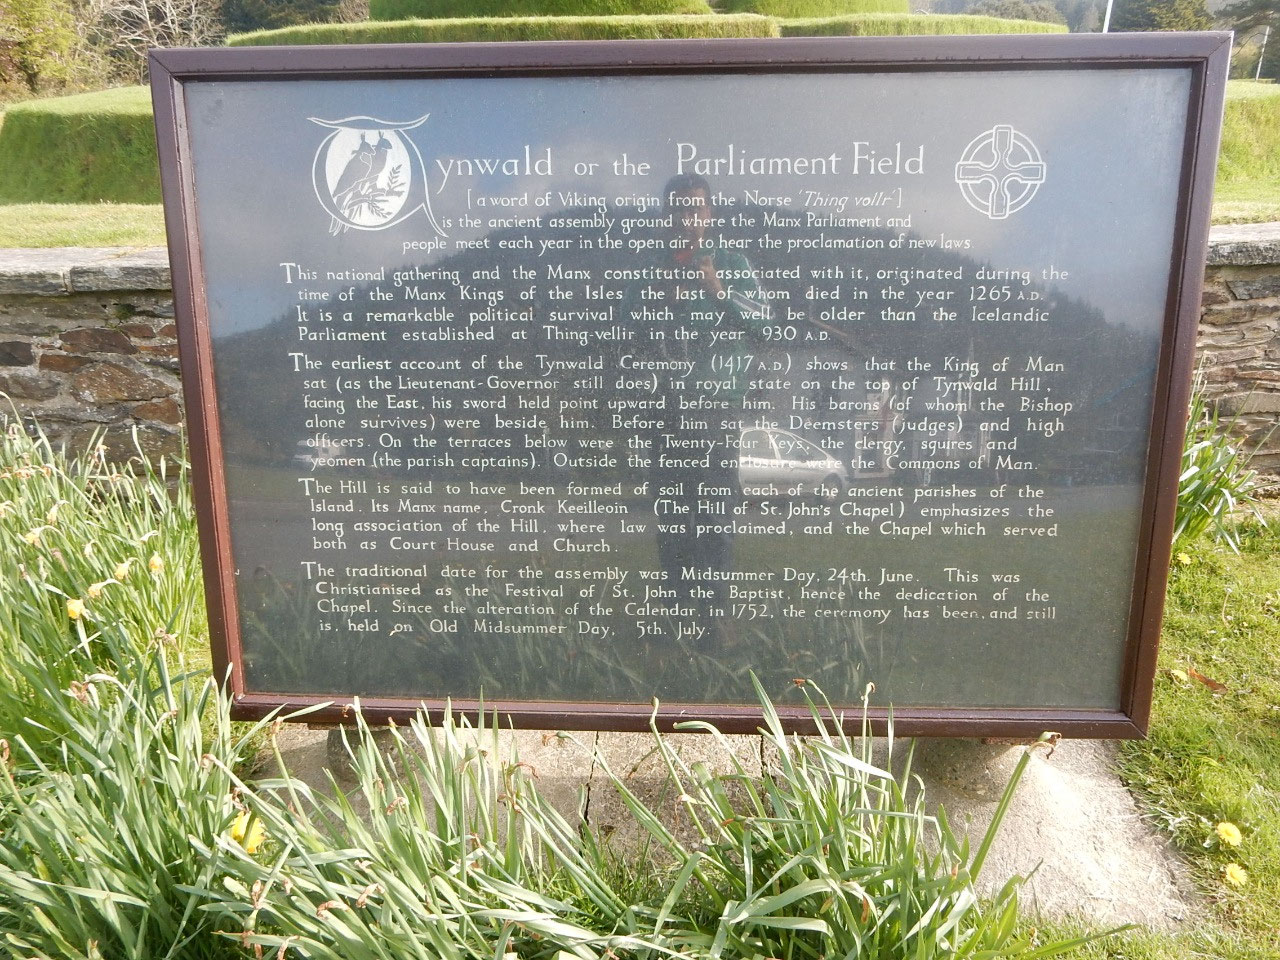 Tynwald or the Parliament Field
[a word of Viking origin from the Norse 'Thing vollr']
is the ancient assembly ground where the Manx Parliament and
people meet each year in the open air, to hear the proclamation of new laws.
This national gathering and the Manx constitution associated with it, originated during the
time of the Manx Kings of the Isles the last of whom died in the year 1265 A.D.
It is a remarkable political survival which may well be older than the Icelandic
Parliament established at Thing-vellir in the year 930 A.D.
The earliest account of the Tynwald Ceremony (1417 A.D.) shows that the King of Man
sat (as the Lieutenant-Governor still does) in royal state on the top of Tynwald Hill,
facing the East, his sword held point upward before him. His barons (of whom the Bishop
alone survives) were beside him. Before him sat the Deemsters (judges) and high
officers. On the terraces below were the Twenty-Four Keys, the clergy, squires and
yeomen (the parish captains). Outside the fenced enclosure were the Commons of Man.
The Hill is said to have been formed of soil from each of the ancient parishes of the
Island. Its Manx name, Cronk Keeilleoin (The Hill of St. John's Chapel) emphasizes the
long association of the Hill, where law was proclaimed, and the Chapel which served
both as Court House and Church.
The traditional date for the assembly was Midsummer Day, 24th. June. This was
Christianised as the Festival of St. John the Baptist, hence the dedication of the
Chapel. Since the alteration of the Calendar, in 1752, the ceremony has been, and still
is, held on Old Midsummer Day, 5th. July.